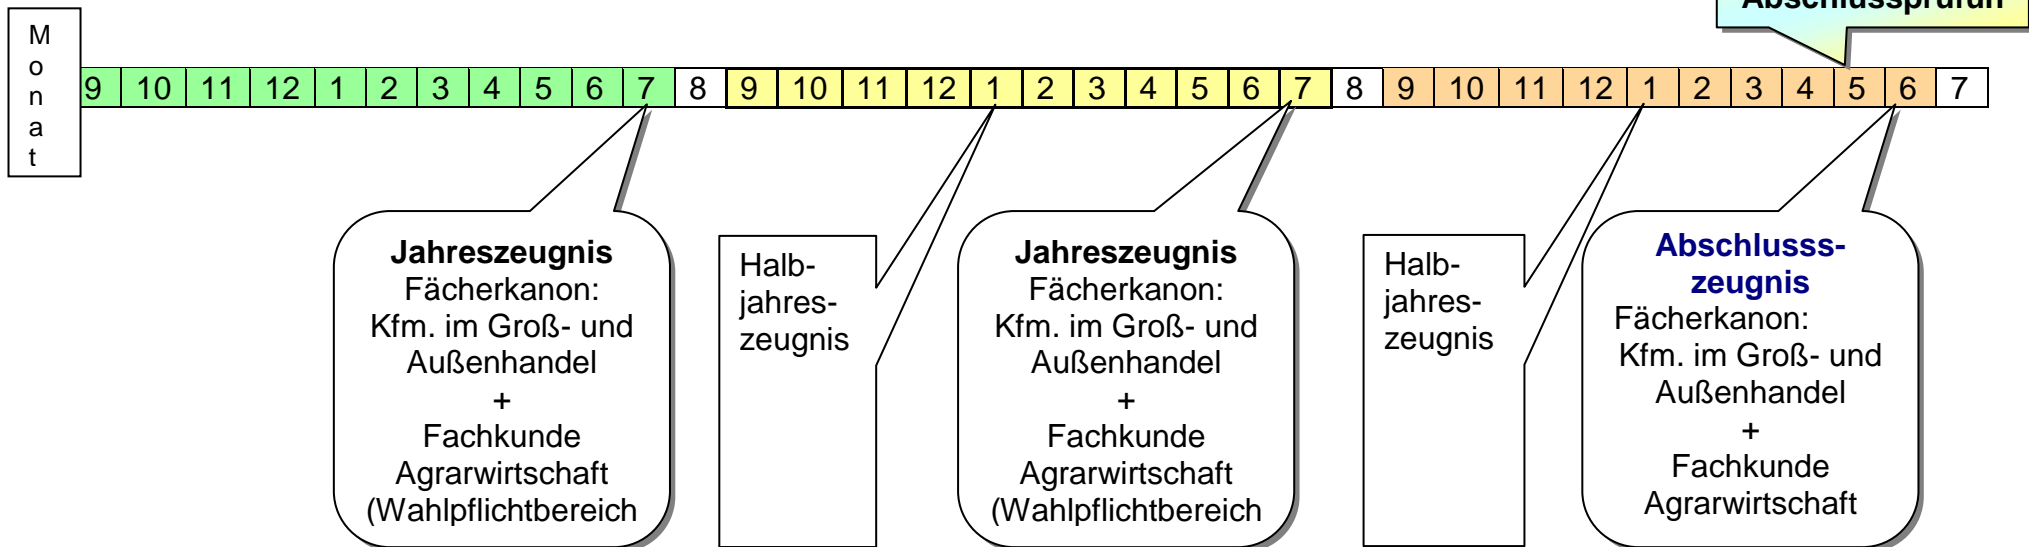 Abschlussprüfun
Monat
9 10 11 12 1 2 3 4 5 6 7 8 9 10 11 12 1 2 3 4 5 6 7 8 9 10 11 12 1 2 3 4 5 6 7
Jahreszeugnis
Fächerkanon:
Kfm. im Groß- und
Außenhandel
+
Fachkunde
Agrarwirtschaft
(Wahlpflichtbereich
Halb-
jahres-
zeugnis
Jahreszeugnis
Fächerkanon:
Kfm. im Groß- und
Außenhandel
+
Fachkunde
Agrarwirtschaft
(Wahlpflichtbereich
Halb-
jahres-
zeugnis
Abschlusss-
zeugnis
Fächerkanon:
Kfm. im Groß- und
Außenhandel
+
Fachkunde
Agrarwirtschaft